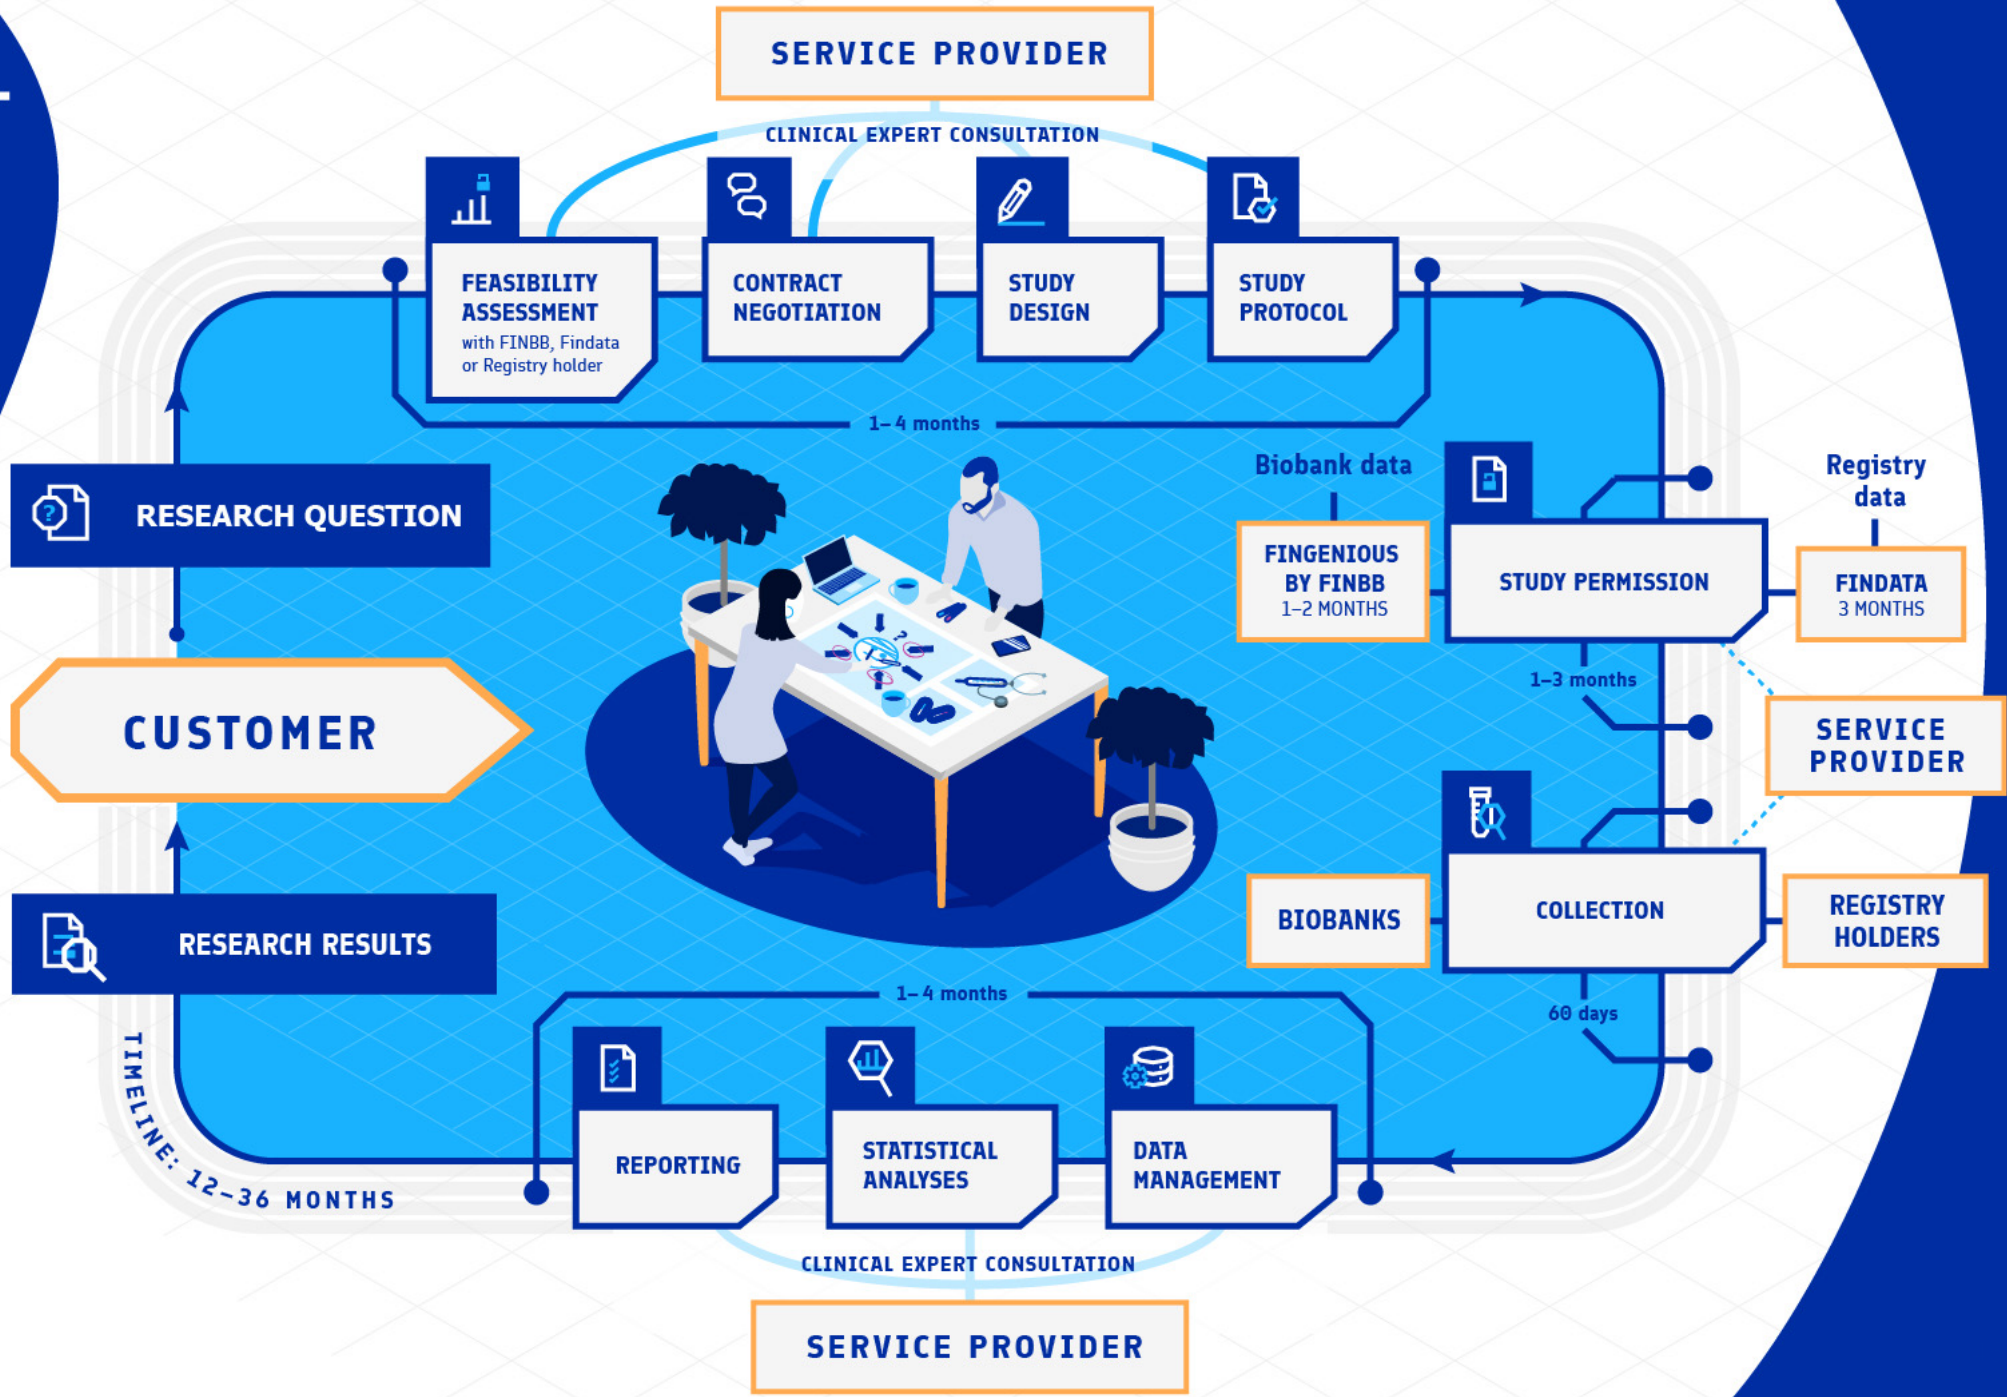 SERVICE PROVIDER
CLINICAL EXPERT CONSULTATION
FEASIBILITY
ASSESSMENT
with FINBB, Findata
or Registry holder
CONTRACT
NEGOTIATION
STUDY
DESIGN
STUDY
PROTOCOL
1–4 months
RESEARCH QUESTION
CUSTOMER
RESEARCH RESULTS
Biobank data
FINGENIOUS
BY FINBB
1–2 MONTHS
STUDY PERMISSION
Registry
data
FINDATA
3 MONTHS
1–3 months
SERVICE
PROVIDER
BIOBANKS
COLLECTION
REGISTRY
HOLDERS
60 days
1–4 months
REPORTING
STATISTICAL
ANALYSES
DATA
MANAGEMENT
TIMELINE: 12–36 MONTHS
CLINICAL EXPERT CONSULTATION
SERVICE PROVIDER